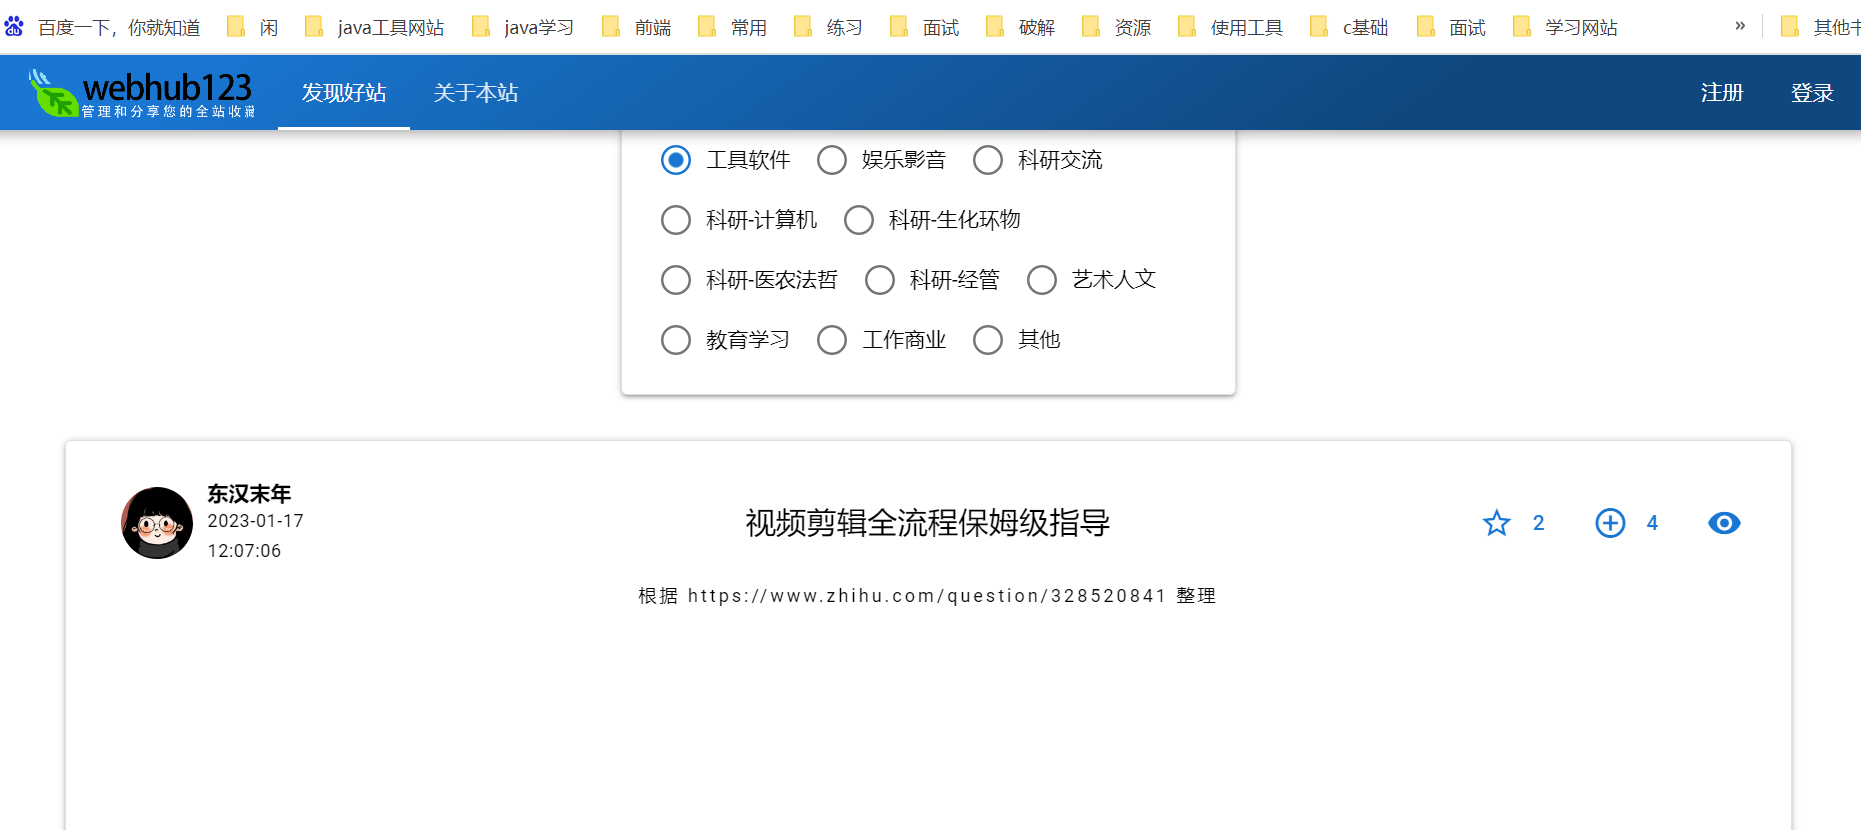 百度一下，你就知道 闲 java工具网站 java学习 前端 常用 练习 面试 破解 资源 使用工具 c基础 面试 学习网站 » 其他
webhub123 发现好站 关于本站 注册 登录
管理和分享您的全站收藏
工具软件 娱乐影音 科研交流
科研-计算机 科研-生化环物
科研-医农法哲 科研-经管 艺术人文
教育学习 工作商业 其他
东汉末年
2023-01-17
12:07:06
视频剪辑全流程保姆级指导
2 4
根据 https://www.zhihu.com/question/328520841 整理